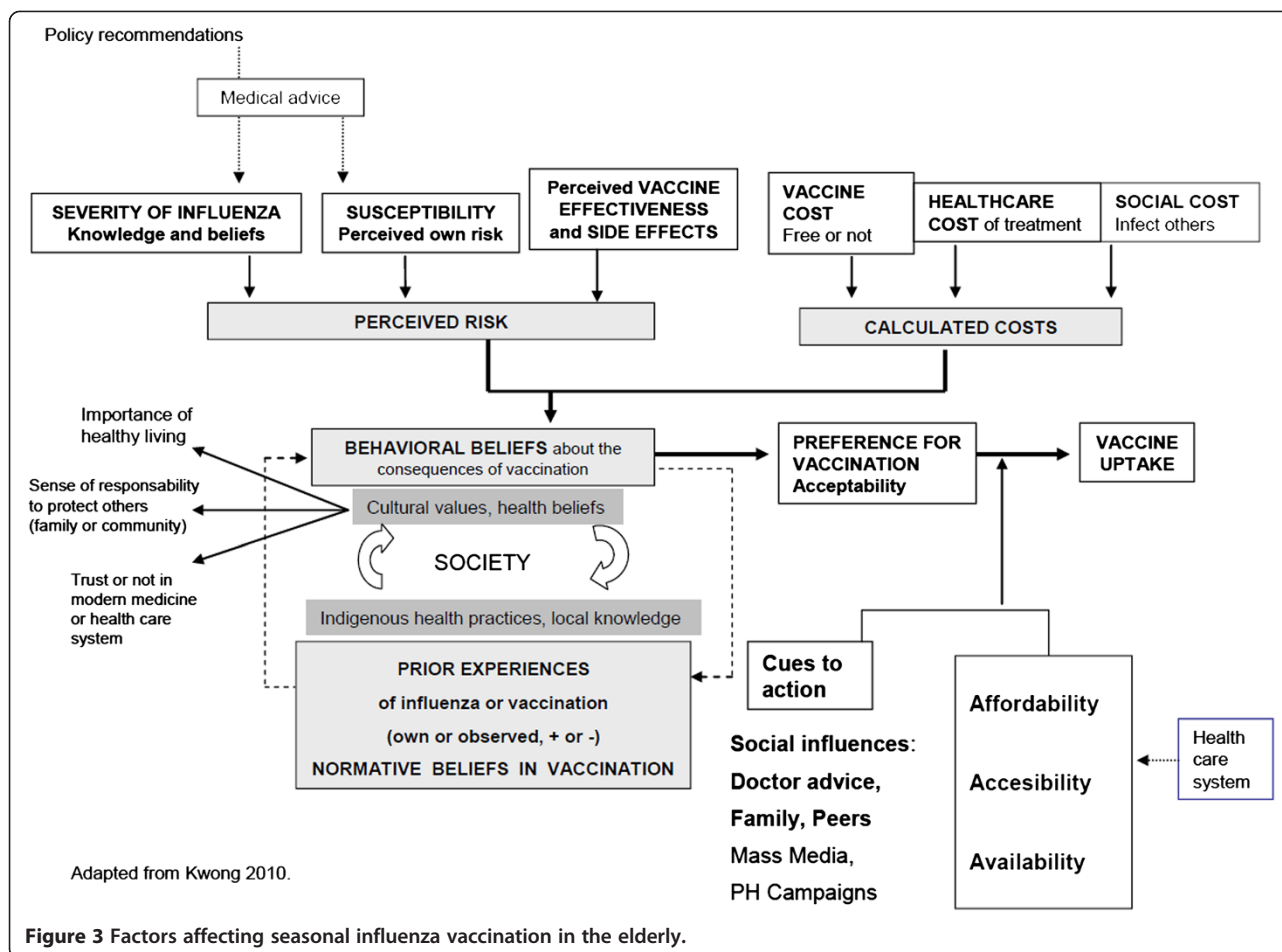 Policy recommendations
Medical advice
SEVERITY OF INFLUENZA
Knowledge and beliefs
SUSCEPTIBILITY
Perceived own risk
Perceived VACCINE
EFFECTIVENESS
and SIDE EFFECTS
VACCINE
COST
Free or not
HEALTHCARE
COST of treatment
SOCIAL COST
Infect others
PERCEIVED RISK
CALCULATED COSTS
Importance of
healthy living
Sense of responsability
to protect others
(family or community)
Trust or not in
modern medicine
or health care
system
BEHAVIORAL BELIEFS about the
consequences of vaccination
Cultural values, health beliefs
SOCIETY
Indigenous health practices, local knowledge
PRIOR EXPERIENCES
of influenza or vaccination
(own or observed, + or -)
NORMATIVE BELIEFS IN VACCINATION
PREFERENCE FOR
VACCINATION
Acceptability
VACCINE
UPTAKE
Cues to
action
Social influences:
Doctor advice,
Family, Peers
Mass Media,
PH Campaigns
Affordability
Accesibility
Availability
Health
care
system
Adapted from Kwong 2010.
Figure 3 Factors affecting seasonal influenza vaccination in the elderly.